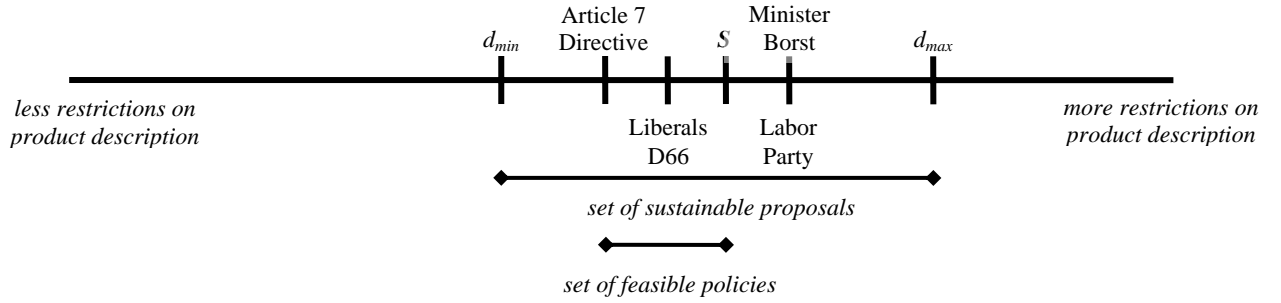 Article 7
Directive
Minister
Borst
d_min
S
d_max
less restrictions on
product description
more restrictions on
product description
Liberals
D66
Labor
Party
set of sustainable proposals
set of feasible policies